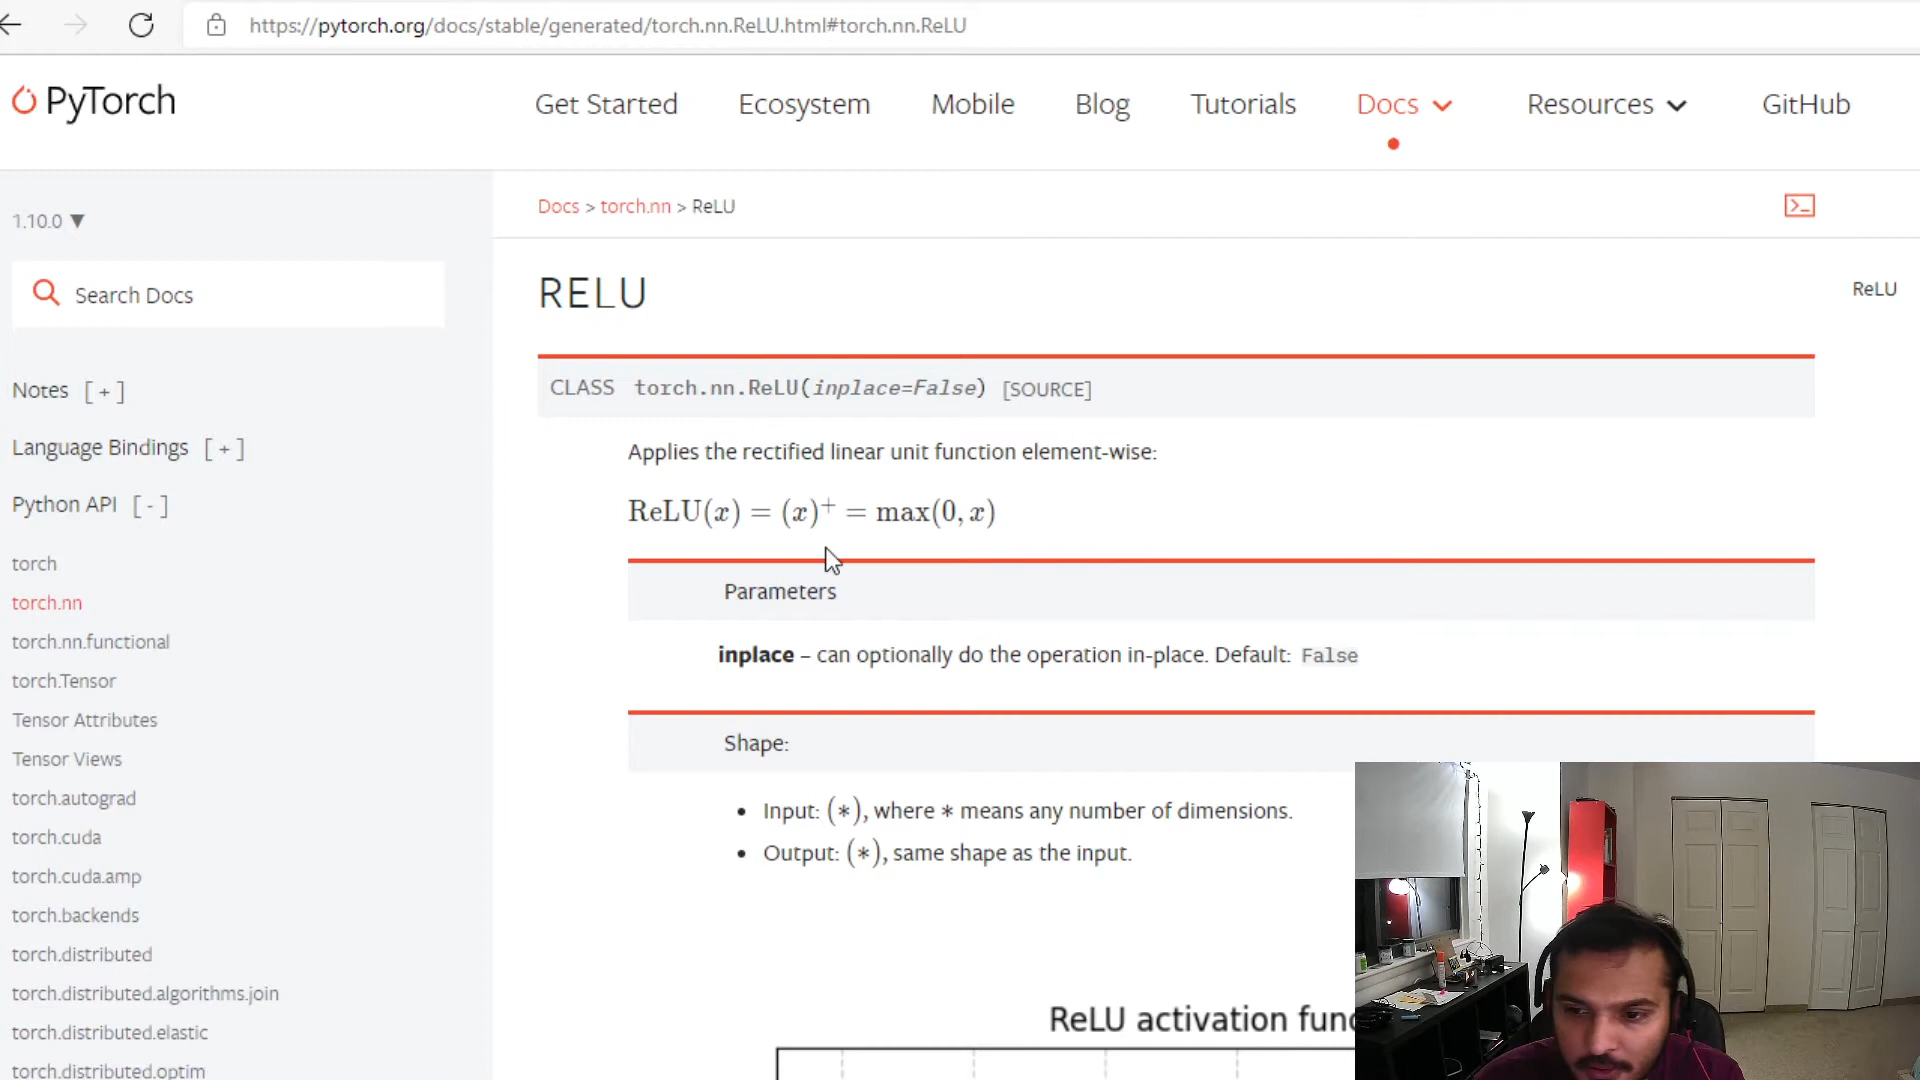 https://pytorch.org/docs/stable/generated/torch.nn.ReLU.html#torch.nn.ReLU
PyTorch
Get Started
Ecosystem
Mobile
Blog
Tutorials
Docs
Resources
GitHub
1.10.0 ▼
Search Docs
Notes [ + ]
Language Bindings [ + ]
Python API [ - ]
torch
torch.nn
torch.nn.functional
torch.Tensor
Tensor Attributes
Tensor Views
torch.autograd
torch.cuda
torch.cuda.amp
torch.backends
torch.distributed
torch.distributed.algorithms.join
torch.distributed.elastic
torch.distributed.optim
Docs > torch.nn > ReLU
>_
RELU
ReLU
CLASS torch.nn.ReLU(inplace=False) [SOURCE]
Applies the rectified linear unit function element-wise:
ReLU(x) = (x)⁺ = max(0, x)
Parameters
inplace – can optionally do the operation in-place. Default: False
Shape:
• Input: (∗), where ∗ means any number of dimensions.
• Output: (∗), same shape as the input.
ReLU activation func